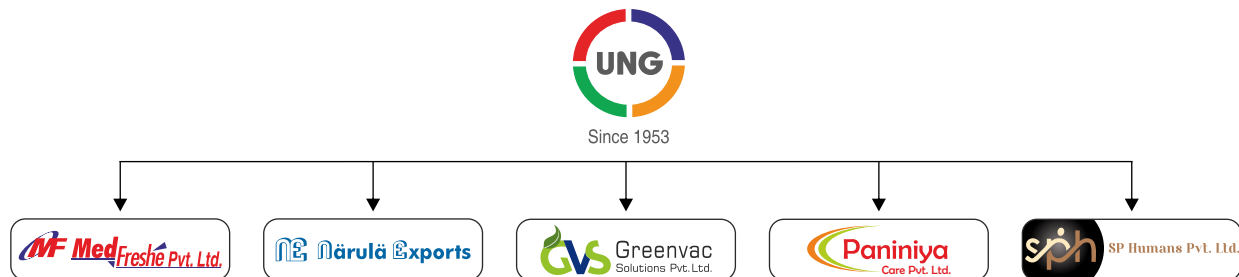 UNG
Since 1953
MF MedFreshé Pvt. Ltd.
NE Närulä Exports
GVS Greenvac
Solutions Pvt. Ltd.
Paniniya
Care Pvt. Ltd.
sph SP Humans Pvt. Ltd.